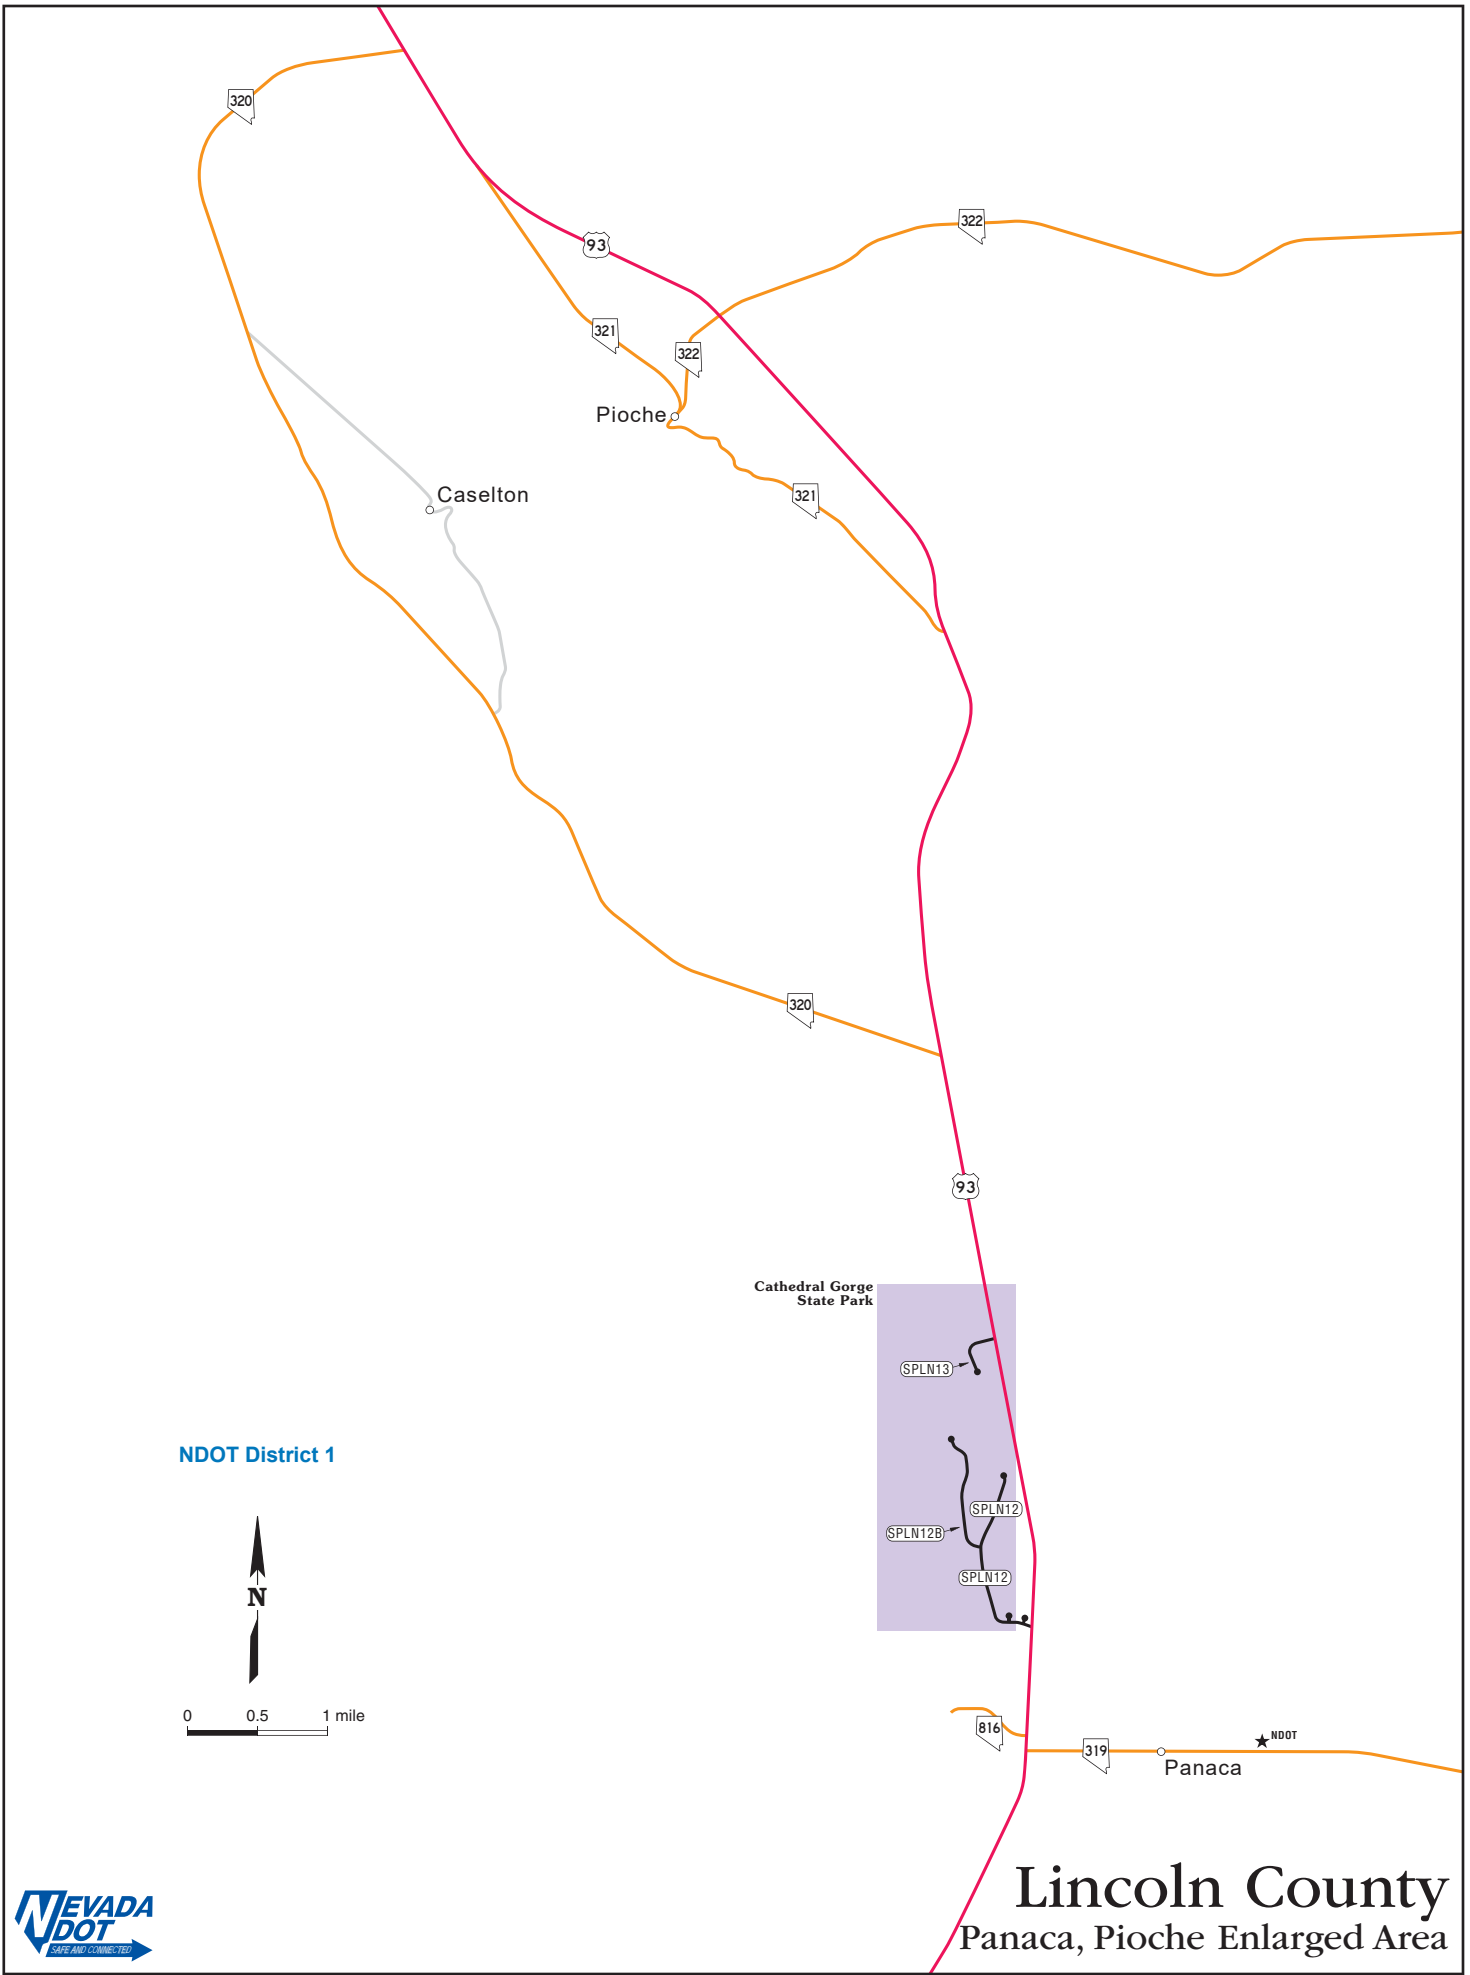 320
322
93
321
322
Pioche
Caselton
321
320
93
Cathedral Gorge
State Park
SPLN13
NDOT District 1
SPLN12
SPLN12B
SPLN12
N
0 0.5 1 mile
816
319
NDOT
Panaca
Lincoln County
Panaca, Pioche Enlarged Area
NEVADA
DOT
SAFE AND CONNECTED